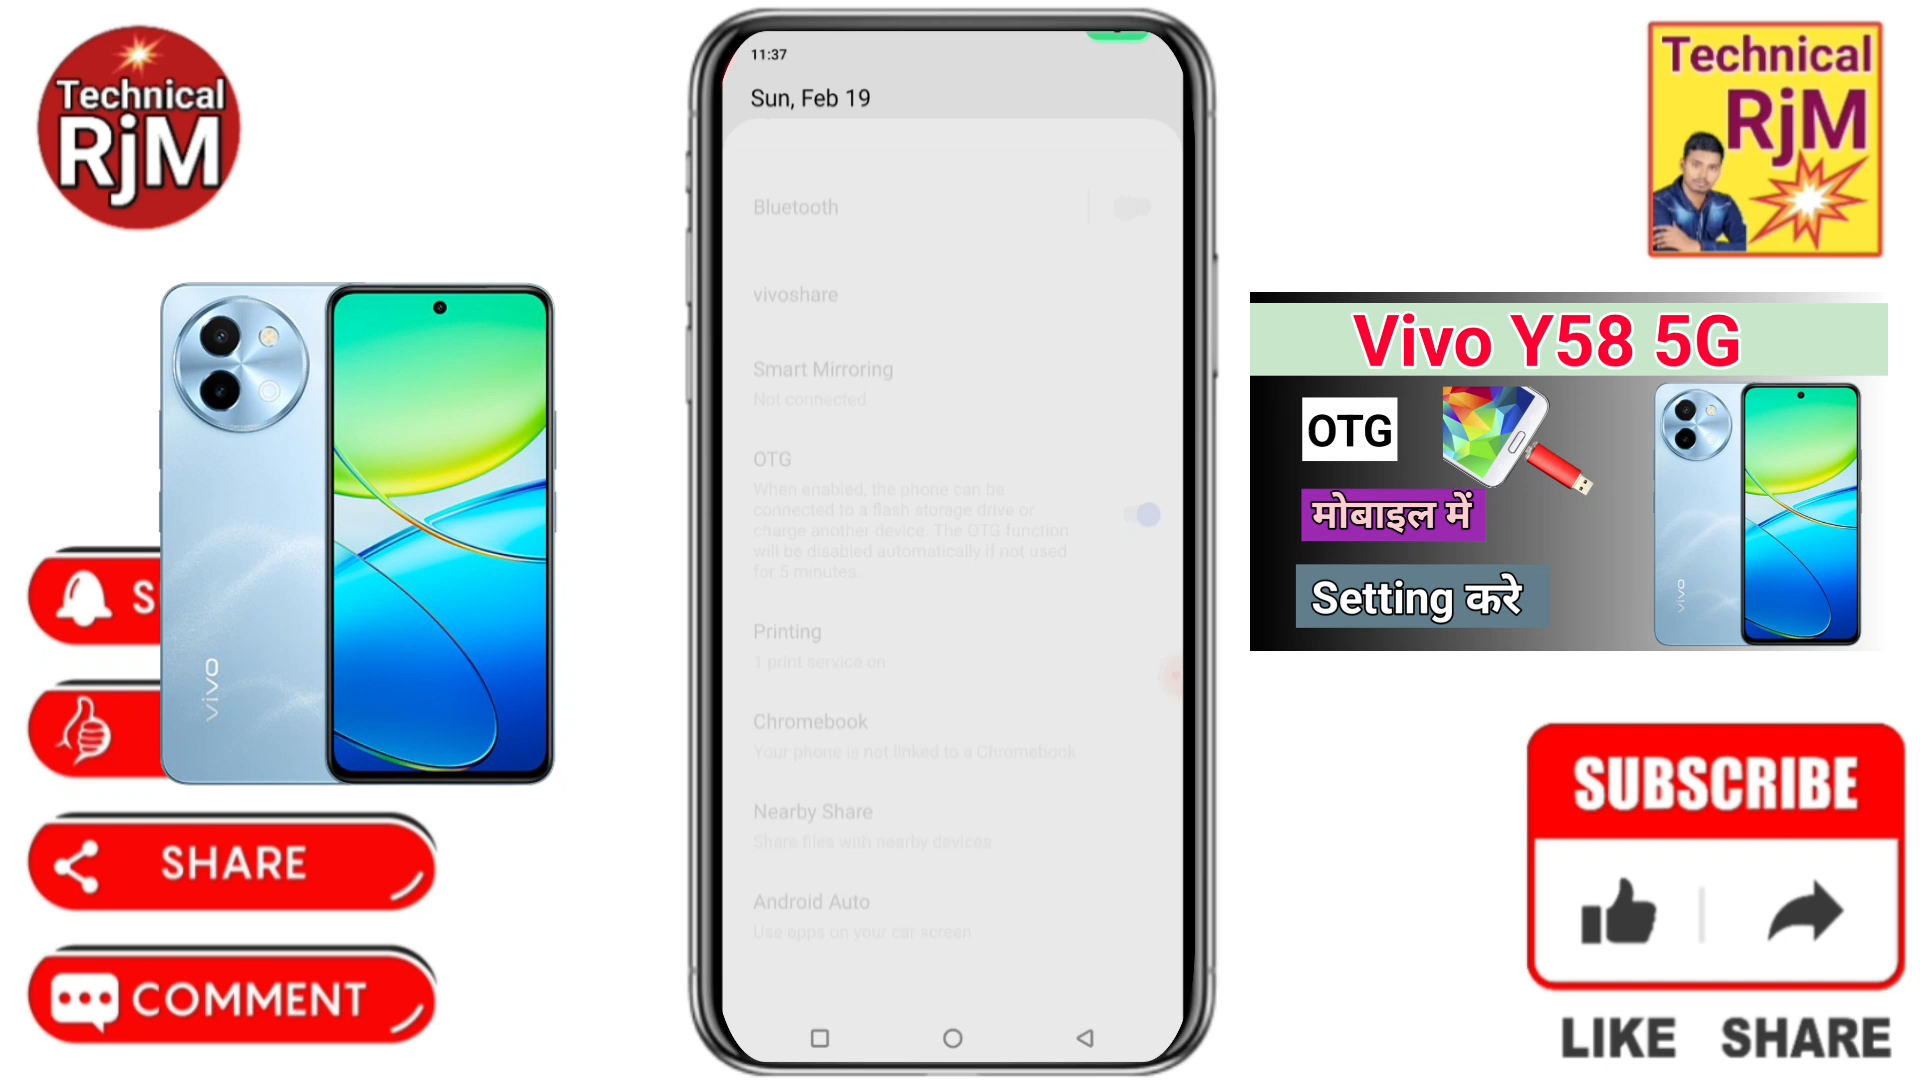 Technical
RjM
S
vivo
SHARE
COMMENT
11:37
Sun, Feb 19
Bluetooth
vivoshare
Smart Mirroring
Not connected
OTG
When enabled, the phone can be
connected to a flash storage drive or
charge another device. The OTG function
will be disabled automatically if not used
for 5 minutes.
Printing
1 print service on
Chromebook
Your phone is not linked to a Chromebook
Nearby Share
Share files with nearby devices
Android Auto
Use apps on your car screen
Technical
RjM
Vivo Y58 5G
OTG
मोबाइल में
Setting करे
vivo
SUBSCRIBE
LIKE SHARE